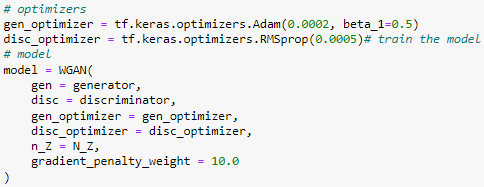 # optimizers
gen_optimizer = tf.keras.optimizers.Adam(0.0002, beta_1=0.5)
disc_optimizer = tf.keras.optimizers.RMSprop(0.0005)# train the model
# model
model = WGAN(
    gen = generator,
    disc = discriminator,
    gen_optimizer = gen_optimizer,
    disc_optimizer = disc_optimizer,
    n_Z = N_Z,
    gradient_penalty_weight = 10.0
)